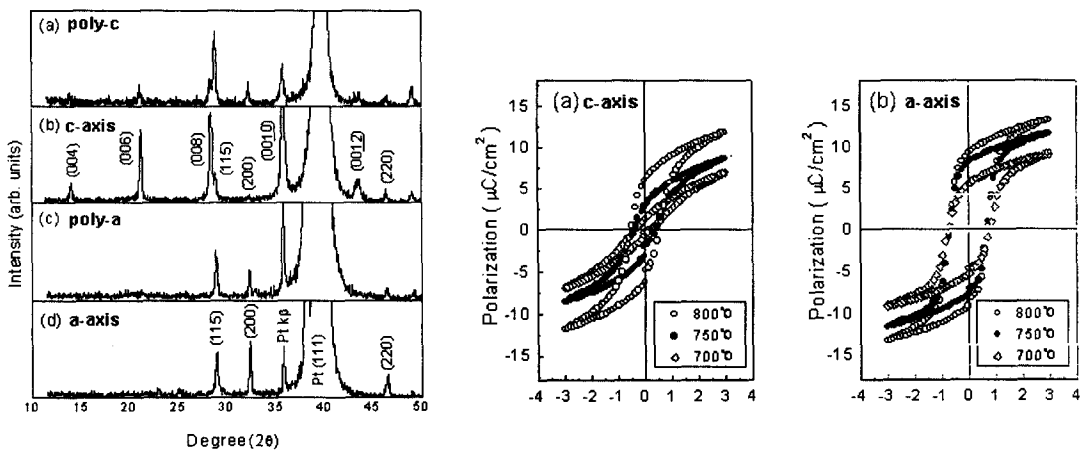 (a) poly-c
(b) c-axis
(004)
(006)
(008)
(115)
(200)
(0010)
(0012)
(220)
(c) poly-a
(d) a-axis
(115)
(200)
Pt kβ
Pt (111)
(220)
Intensity (arb. units)
10 15 21 25 29 35 40 45 50
Degree (2θ)
(a) c-axis
15
10
5
0
-5
-10
-15
Polarization ( μC/cm²)
800℃
750℃
700℃
-4 -3 -2 -1 0 1 2 3 4
(b) a-axis
15
10
5
0
-5
-10
-15
Polarization ( μC/cm²)
800℃
750℃
700℃
-4 -3 -2 -1 0 1 2 3 4